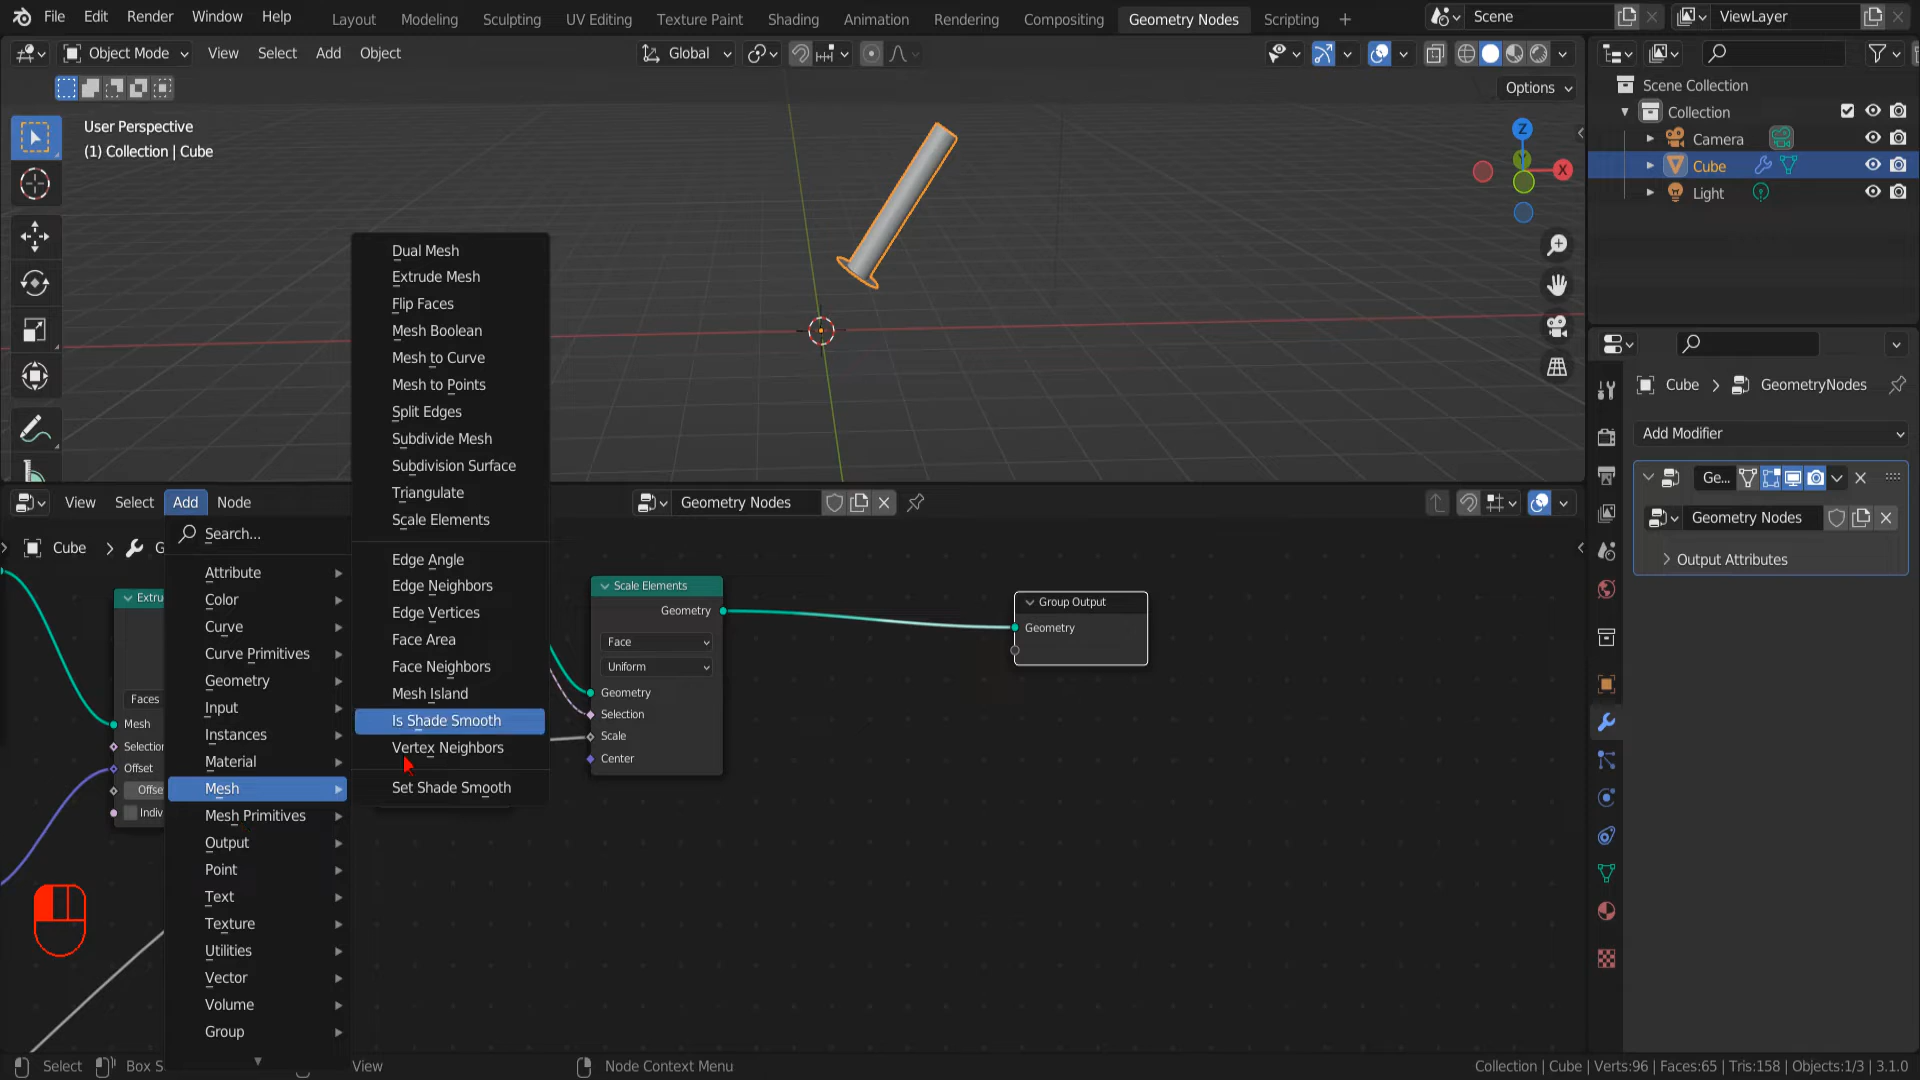 File Edit Render Window Help
Layout Modeling Sculpting UV Editing Texture Paint Shading Animation Rendering Compositing Geometry Nodes Scripting +
Scene
ViewLayer
Object Mode View Select Add Object
Global
Options
User Perspective
(1) Collection | Cube
Z
X
Scene Collection
Collection
Camera
Cube
Light
Cube > GeometryNodes
Add Modifier
Ge...
Geometry Nodes
Output Attributes
View Select Add Node
Geometry Nodes
Cube > G
Search...
Attribute
Color
Curve
Curve Primitives
Geometry
Input
Instances
Material
Mesh
Mesh Primitives
Output
Point
Text
Texture
Utilities
Vector
Volume
Group
Dual Mesh
Extrude Mesh
Flip Faces
Mesh Boolean
Mesh to Curve
Mesh to Points
Split Edges
Subdivide Mesh
Subdivision Surface
Triangulate
Scale Elements
Edge Angle
Edge Neighbors
Edge Vertices
Face Area
Face Neighbors
Mesh Island
Is Shade Smooth
Vertex Neighbors
Set Shade Smooth
Extru
Faces
Mesh
Selection
Offset
Offse
Indiv
Scale Elements
Geometry
Face
Uniform
Geometry
Selection
Scale
Center
Group Output
Geometry
Select Box S View Node Context Menu
Collection | Cube | Verts:96 | Faces:65 | Tris:158 | Objects:1/3 | 3.1.0